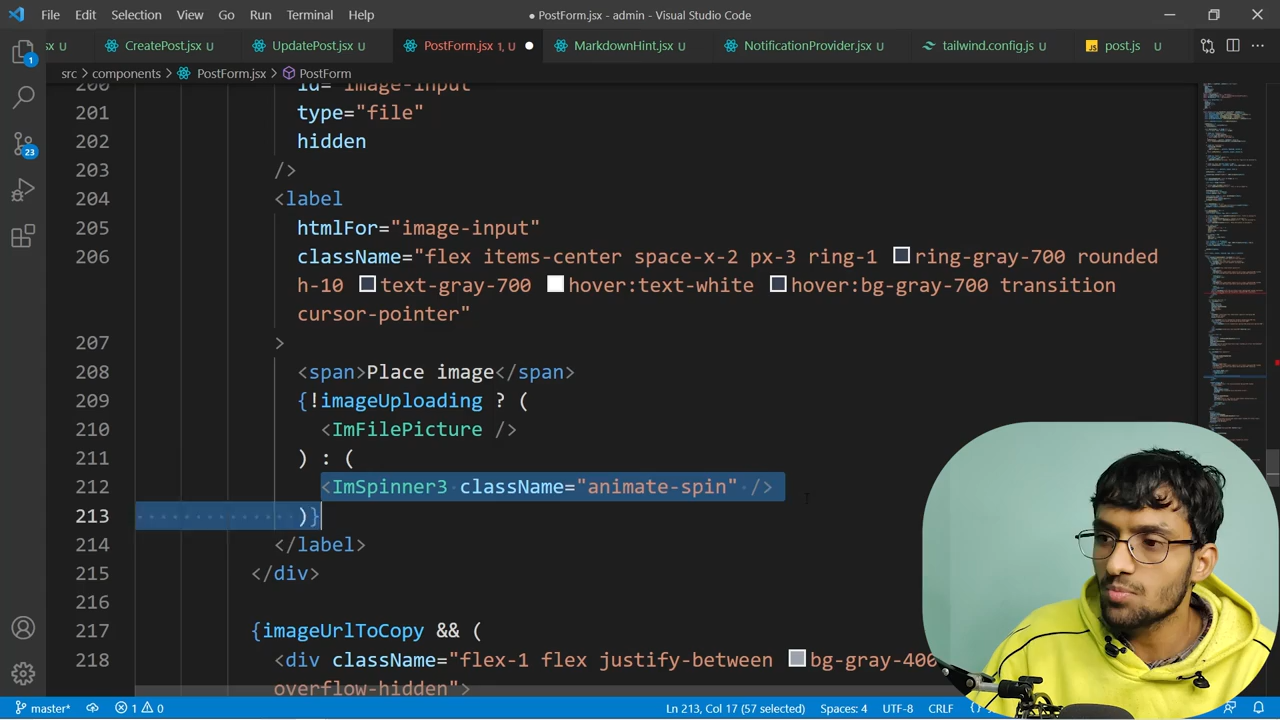 File Edit Selection View Go Run Terminal Help ● PostForm.jsx - admin - Visual Studio Code
sx U CreatePost.jsx U UpdatePost.jsx U PostForm.jsx 1, U MarkdownHint.jsx U NotificationProvider.jsx U tailwind.config.js U JS post.js U
src > components > PostForm.jsx > PostForm
200 id="image-input"
201 type="file"
202 hidden
203 />
204 <label
205 htmlFor="image-input"
206 className="flex items-center space-x-2 px-3 ring-1 ring-gray-700 rounded
h-10 text-gray-700 hover:text-white hover:bg-gray-700 transition
cursor-pointer"
207 >
208 <span>Place image</span>
209 {!imageUploading ? (
210 <ImFilePicture />
211 ) : (
212 <ImSpinner3 className="animate-spin" />
213 )}
214 </label>
215 </div>
216
217 {imageUrlToCopy && (
218 <div className="flex-1 flex justify-between bg-gray-400
overflow-hidden">
1
23
master* 1 0 Ln 213, Col 17 (57 selected) Spaces: 4 UTF-8 CRLF